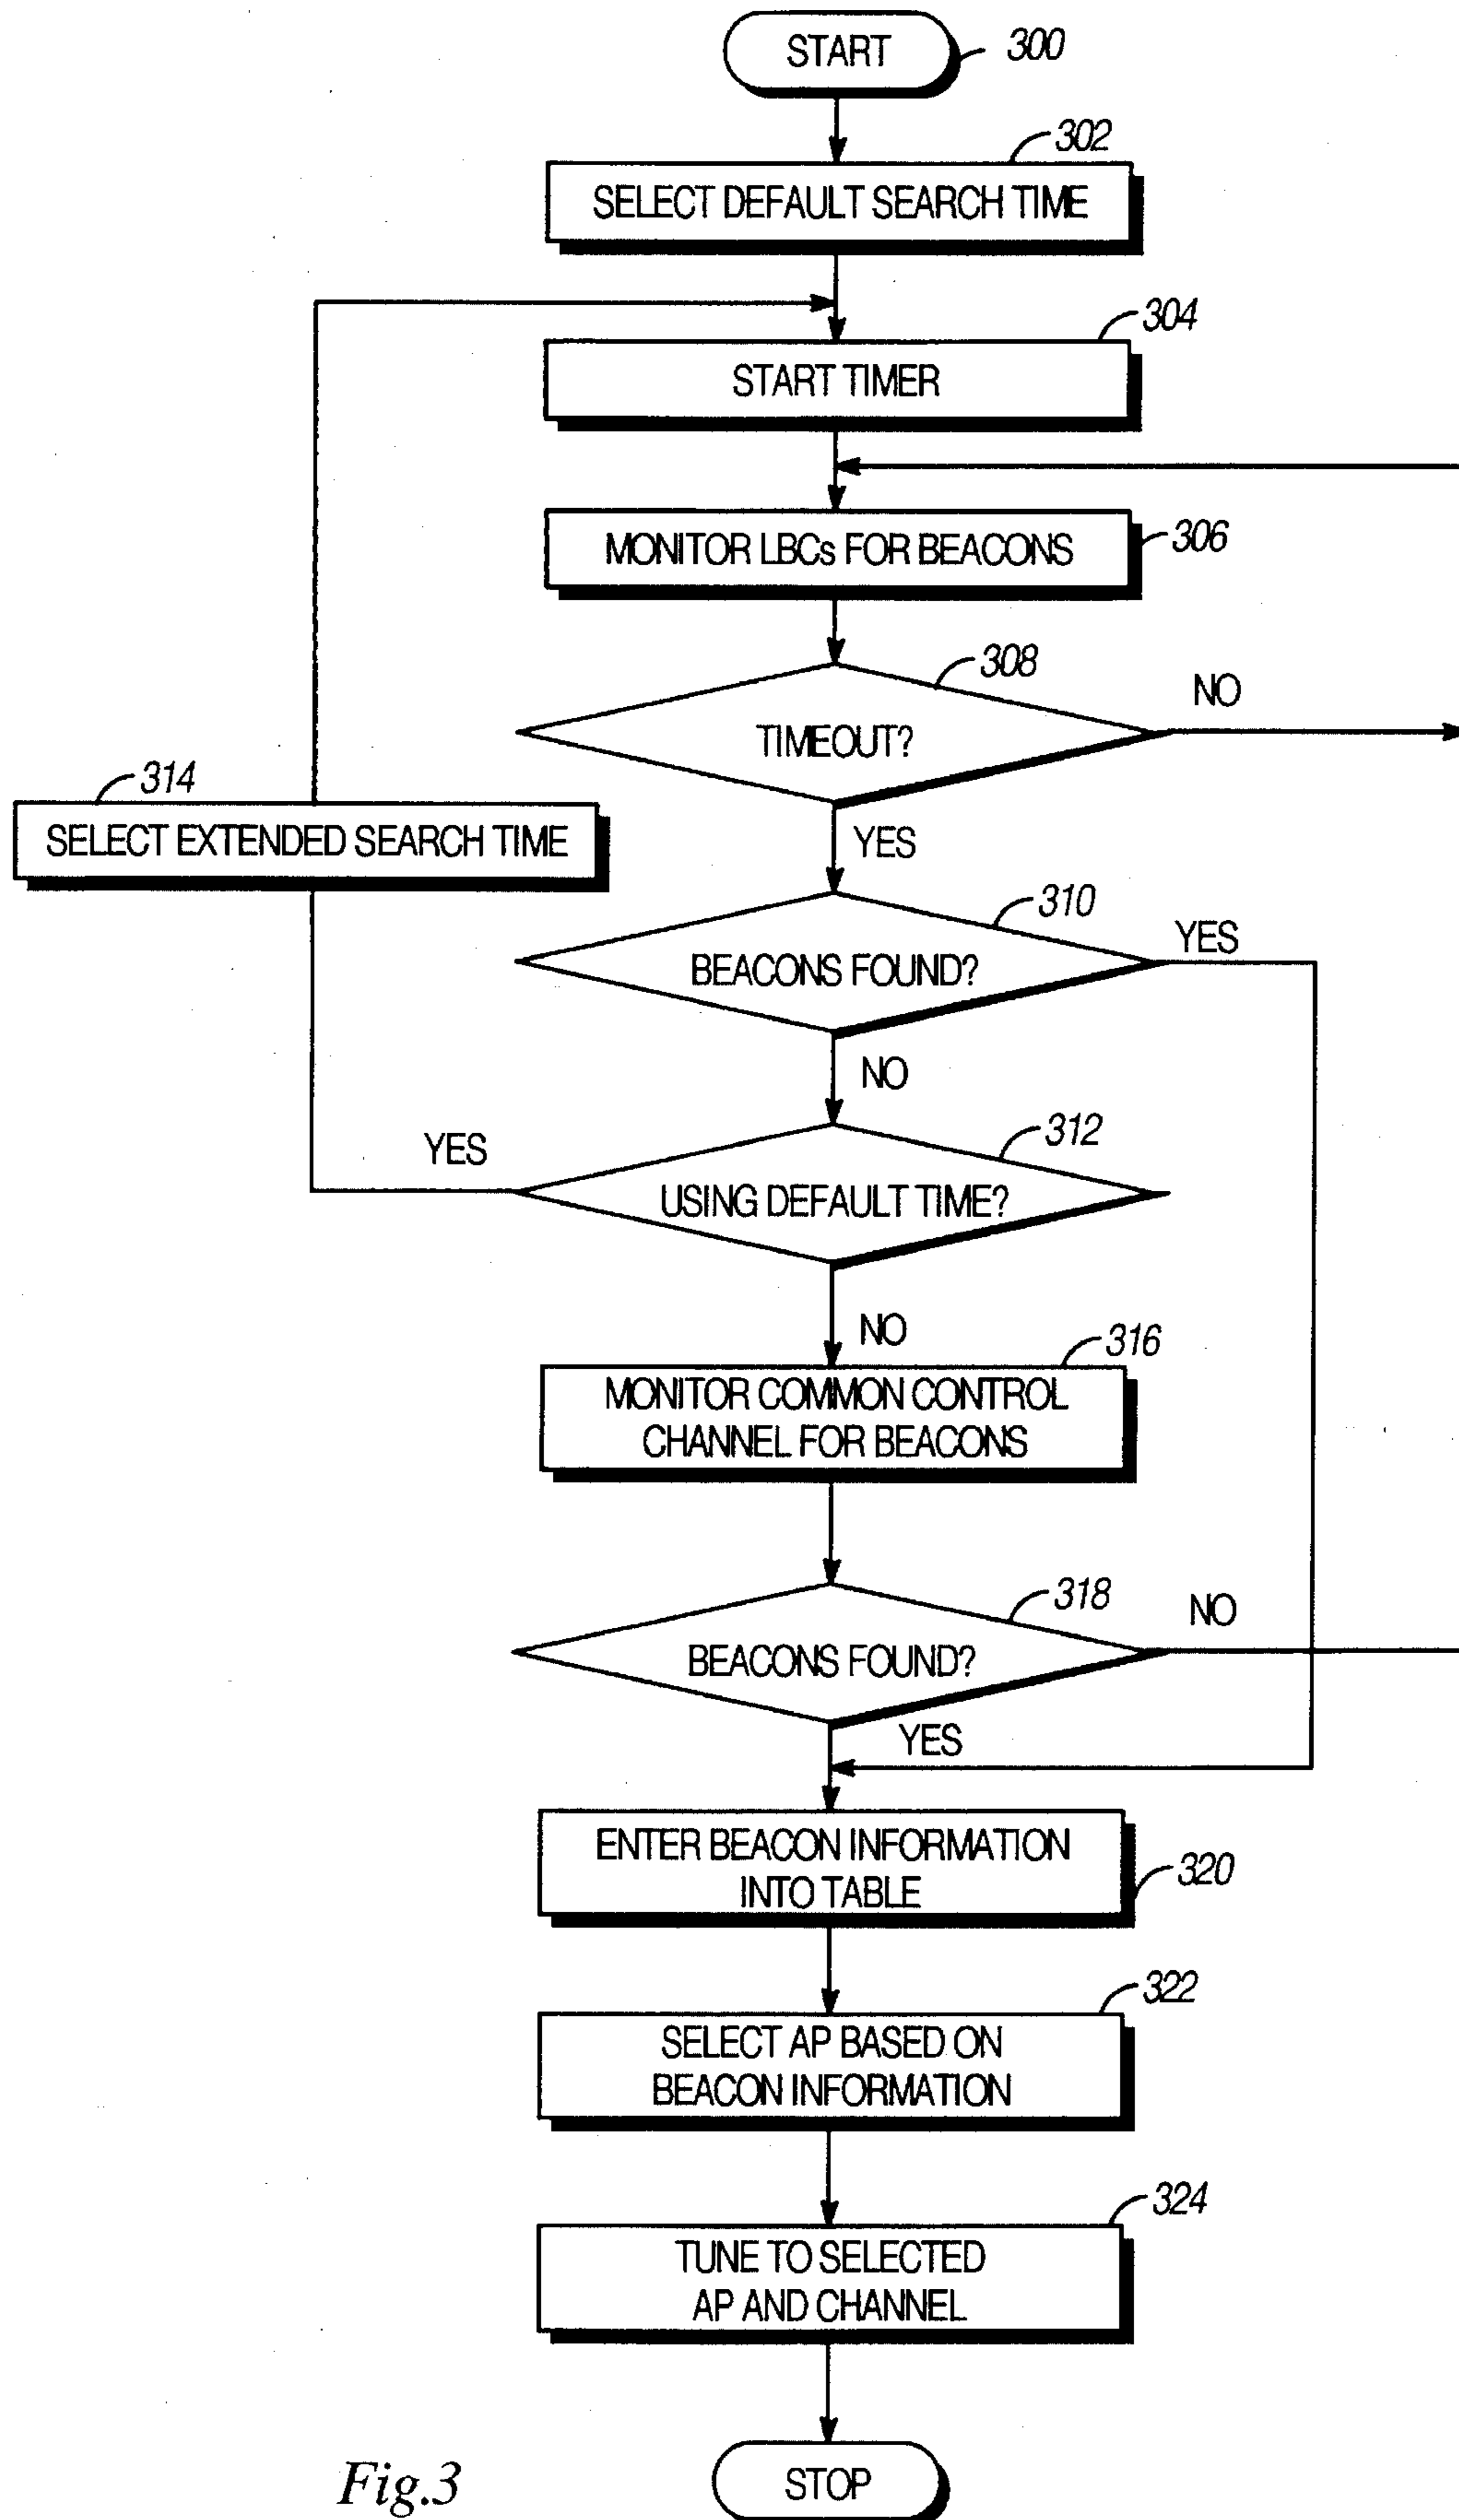 START
300
302
SELECT DEFAULT SEARCH TIME
304
START TIMER
MONITOR LBCs FOR BEACONS
306
308
NO
TIMEOUT?
314
SELECT EXTENDED SEARCH TIME
YES
310
YES
BEACONS FOUND?
NO
312
YES
USING DEFAULT TIME?
NO
316
MONITOR COMMON CONTROL
CHANNEL FOR BEACONS
318
NO
BEACONS FOUND?
YES
ENTER BEACON INFORMATION
INTO TABLE
320
322
SELECT AP BASED ON
BEACON INFORMATION
324
TUNE TO SELECTED
AP AND CHANNEL
STOP
Fig.3